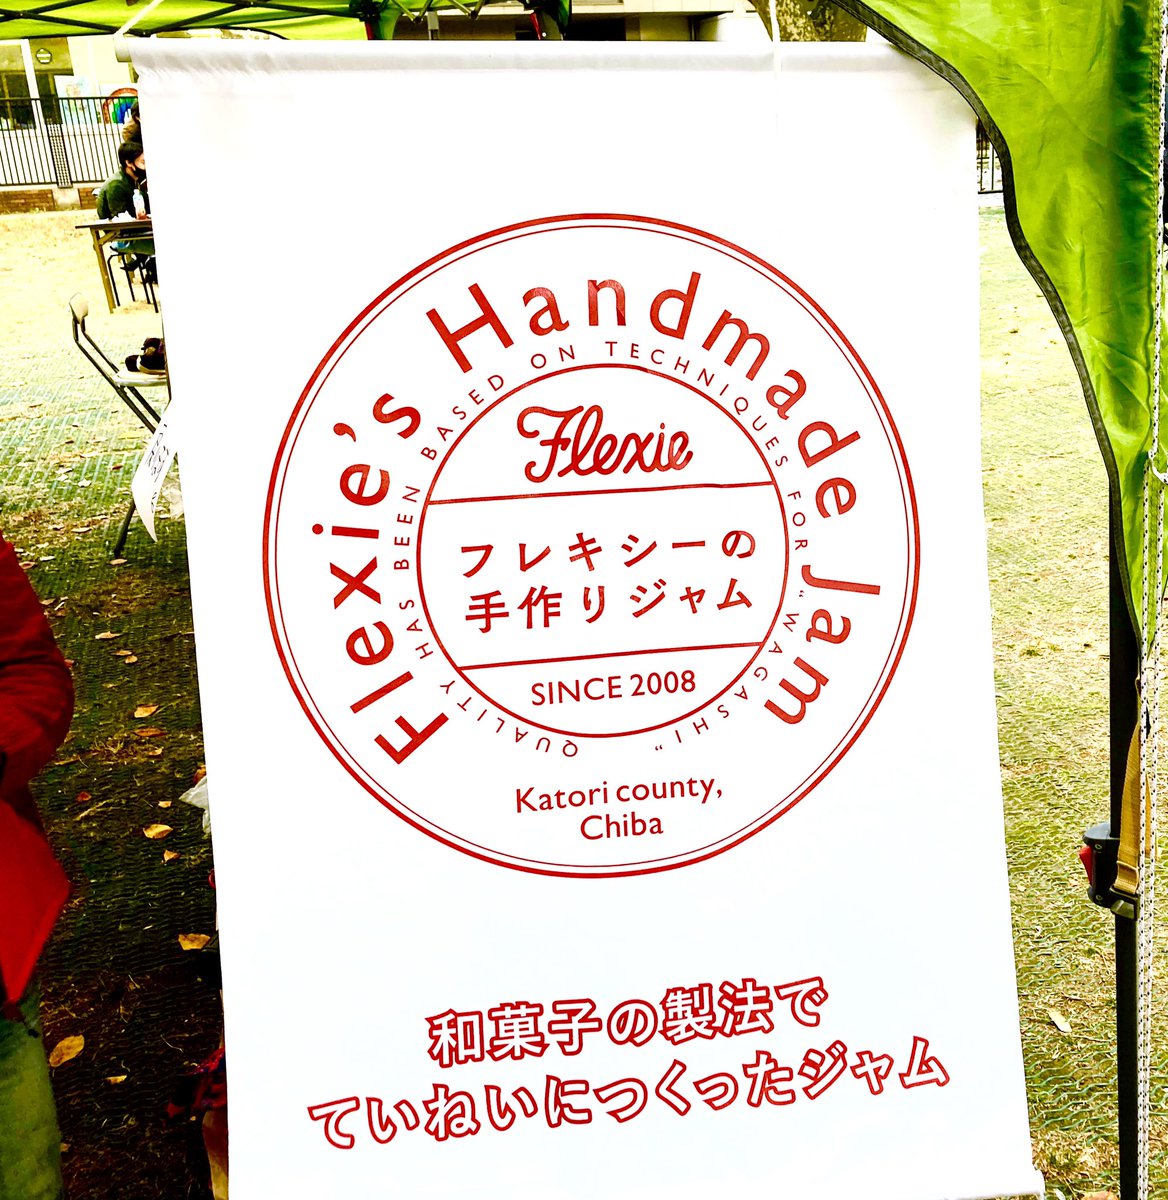 Flexie's Handmade Jam
QUALITY HAS BEEN BASED ON TECHNIQUES FOR "WAGASHI"
Flexie
フレキシーの
手作りジャム
SINCE 2008
Katori county,
Chiba
和菓子の製法で
ていねいにつくったジャム